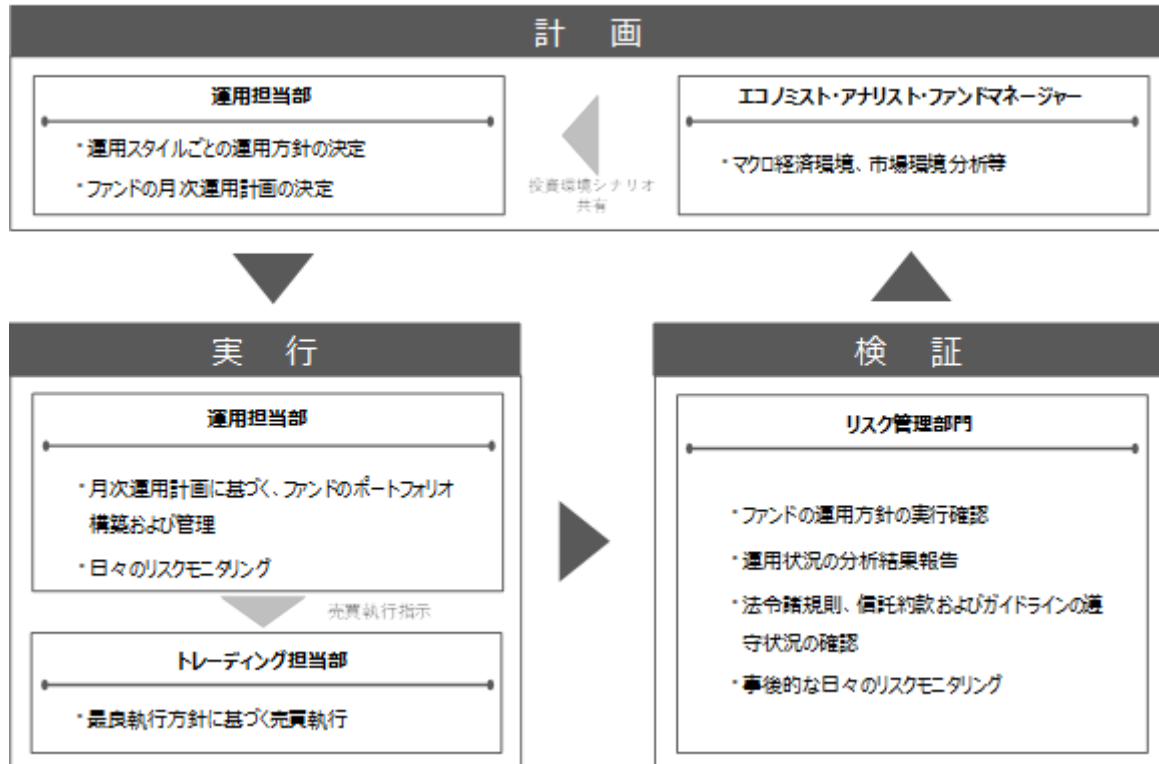 計 画
運用担当部
・運用スタイルごとの運用方針の決定
・ファンドの月次運用計画の決定
投資環境シナリオ
共有
エコノミスト・アナリスト・ファンドマネージャー
・マクロ経済環境、市場環境分析等
実 行
運用担当部
・月次運用計画に基づく、ファンドのポートフォリオ
構築および管理
・日々のリスクモニタリング
売買執行指示
トレーディング担当部
・最良執行方針に基づく売買執行
検 証
リスク管理部門
・ファンドの運用方針の実行確認
・運用状況の分析結果報告
・法令諸規則、信託約款およびガイドラインの遵
守状況の確認
・事後的な日々のリスクモニタリング